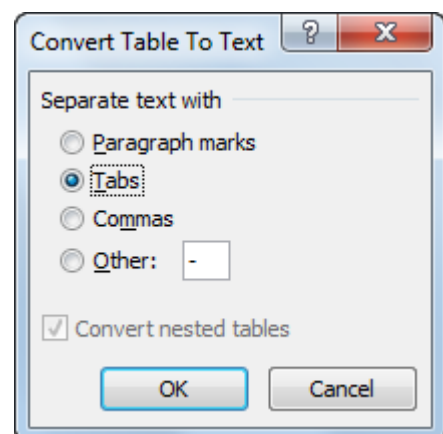 Convert Table To Text
Separate text with
Paragraph marks
Tabs
Commas
Other: -
Convert nested tables
OK Cancel